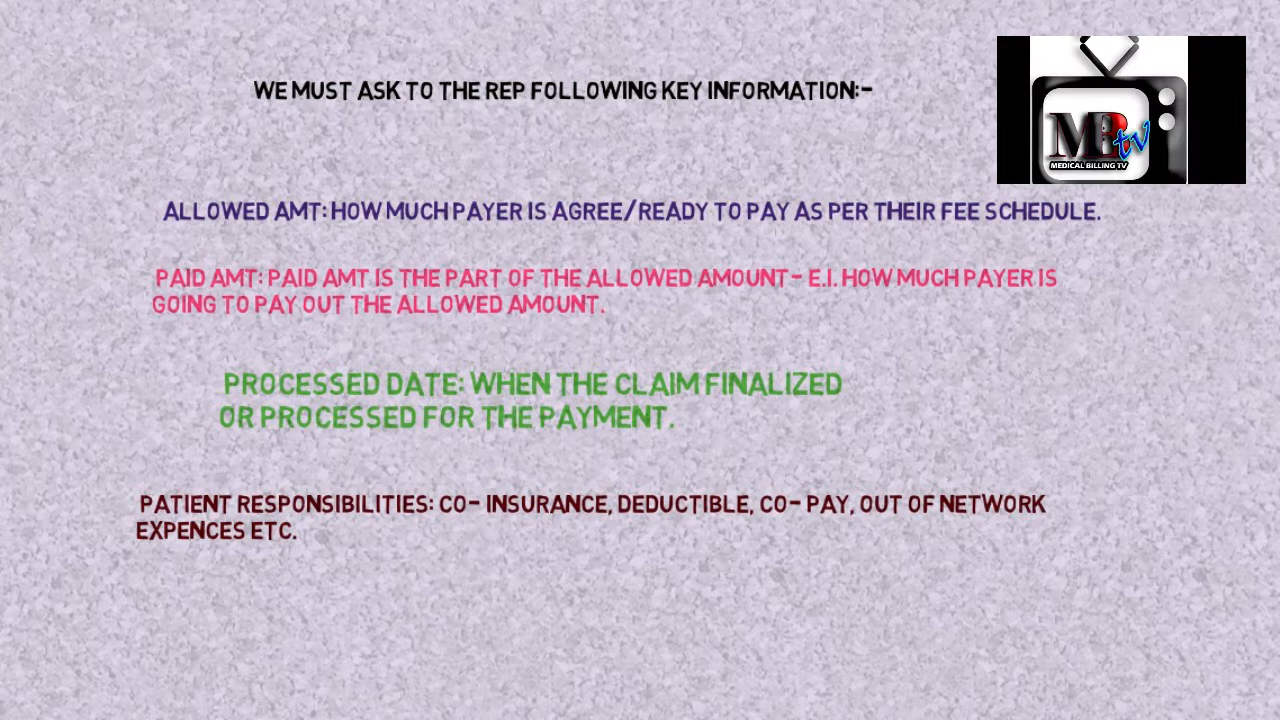 WE MUST ASK TO THE REP FOLLOWING KEY INFORMATION:-
MB tv
MEDICAL BILLING TV
ALLOWED AMT: HOW MUCH PAYER IS AGREE/READY TO PAY AS PER THEIR FEE SCHEDULE.
PAID AMT: PAID AMT IS THE PART OF THE ALLOWED AMOUNT- E.I. HOW MUCH PAYER IS
GOING TO PAY OUT THE ALLOWED AMOUNT.
PROCESSED DATE: WHEN THE CLAIM FINALIZED
OR PROCESSED FOR THE PAYMENT.
PATIENT RESPONSIBILITIES: CO- INSURANCE, DEDUCTIBLE, CO- PAY, OUT OF NETWORK
EXPENCES ETC.